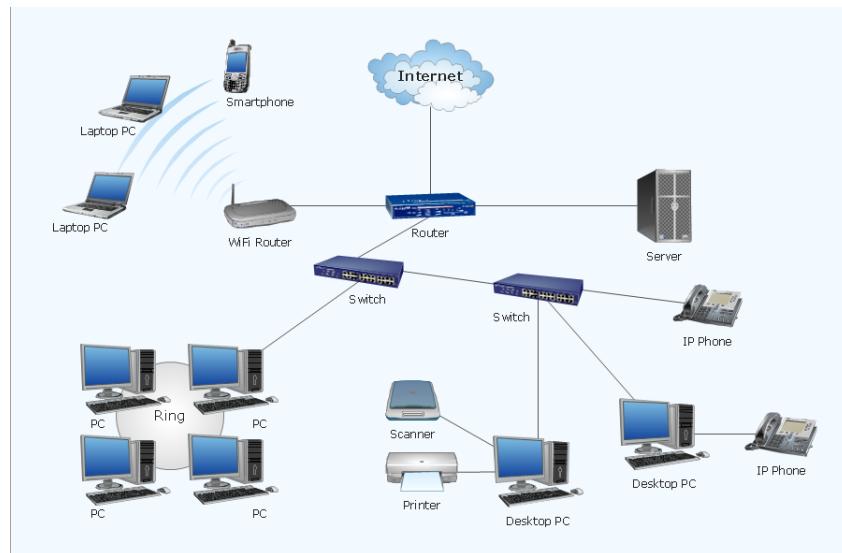 Internet
Smartphone
Laptop PC
Laptop PC
WiFi Router
Router
Server
Switch
Switch
IP Phone
Ring
PC
PC
PC
PC
Scanner
Printer
Desktop PC
Desktop PC
IP Phone